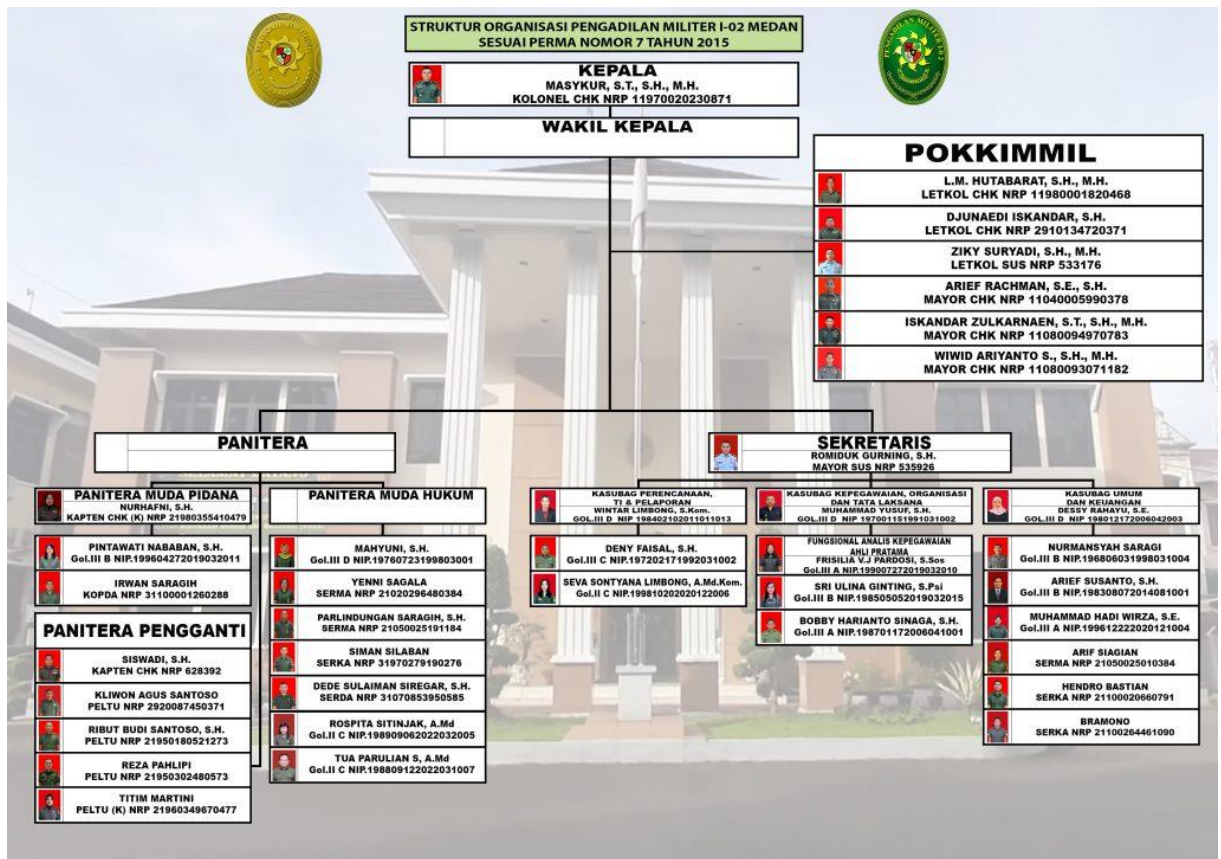 STRUKTUR ORGANISASI PENGADILAN MILITER I-02 MEDAN
SESUAI PERMA NOMOR 7 TAHUN 2015
KEPALA
MASYKUR, S.T., S.H., M.H.
KOLONEL CHK NRP 11970020230871
WAKIL KEPALA
POKKIMMIL
L.M. HUTABARAT, S.H., M.H.
LETKOL CHK NRP 11980001820468
DJUNAEDI ISKANDAR, S.H.
LETKOL CHK NRP 2910134720371
ZIKY SURYADI, S.H., M.H.
LETKOL SUS NRP 533176
ARIEF RACHMAN, S.E., S.H.
MAYOR CHK NRP 11040005990378
ISKANDAR ZULKARNAEN, S.T., S.H., M.H.
MAYOR CHK NRP 11080094970783
WIWID ARIYANTO S., S.H., M.H.
MAYOR CHK NRP 11080093071182
PANITERA
SEKRETARIS
ROMIDUK GURNING, S.H.
MAYOR SUS NRP 535926
PANITERA MUDA PIDANA
NURHAFNI, S.H.
KAPTEN CHK (K) NRP 21980355410479
PINTAWATI NABABAN, S.H.
Gol.III B NIP.199604272019032011
IRWAN SARAGIH
KOPDA NRP 31100001260288
PANITERA PENGGANTI
SISWADI, S.H.
KAPTEN CHK NRP 628392
KLIWON AGUS SANTOSO
PELTU NRP 2920087450371
RIBUT BUDI SANTOSO, S.H.
PELTU NRP 21950180521273
REZA PAHLIPI
PELTU NRP 21950302480573
TITIM MARTINI
PELTU (K) NRP 21960349670477
PANITERA MUDA HUKUM
MAHYUNI, S.H.
Gol.III D NIP.19760723199803001
YENNI SAGALA
SERMA NRP 21020296480384
PARLINDUNGAN SARAGIH, S.H.
SERMA NRP 21050025191184
SIMAN SILABAN
SERKA NRP 31970279190276
DEDE SULAIMAN SIREGAR, S.H.
SERDA NRP 31070853950585
ROSPITA SITINJAK, A.Md
Gol.II C NIP.198909062022032005
TUA PARULIAN S, A.Md
Gol.II C NIP.198809122022031007
KASUBAG PERENCANAAN,
TI & PELAPORAN
WINTAR LIMBONG, S.Kom.
GOL.III D NIP 198402102011011013
DENY FAISAL, S.H.
Gol.III C NIP.197202171992031002
SEVA SONTYANA LIMBONG, A.Md.Kom.
Gol.II C NIP.199810202020122006
KASUBAG KEPEGAWAIAN, ORGANISASI
DAN TATA LAKSANA
MUHAMMAD YUSUF, S.H.
GOL.III D NIP 197001151991031002
FUNGSIONAL ANALIS KEPEGAWAIAN
AHLI PRATAMA
FRISILIA V.J PARDOSI, S.Sos
Gol.III A NIP.199007272019032010
SRI ULINA GINTING, S.Psi
Gol.III B NIP.198505052019032015
BOBBY HARIANTO SINAGA, S.H.
Gol.III A NIP.198701172006041001
KASUBAG UMUM
DAN KEUANGAN
DESSY RAHAYU, S.E.
GOL.III D NIP 198012172006042003
NURMANSYAH SARAGI
Gol.III B NIP.196806031998031004
ARIEF SUSANTO, S.H.
Gol.III B NIP.198308072014081001
MUHAMMAD HADI WIRZA, S.E.
Gol.III A NIP.199612222020121004
ARIF SIAGIAN
SERMA NRP 21050025010384
HENDRO BASTIAN
SERKA NRP 21100020660791
BRAMONO
SERKA NRP 21100264461090